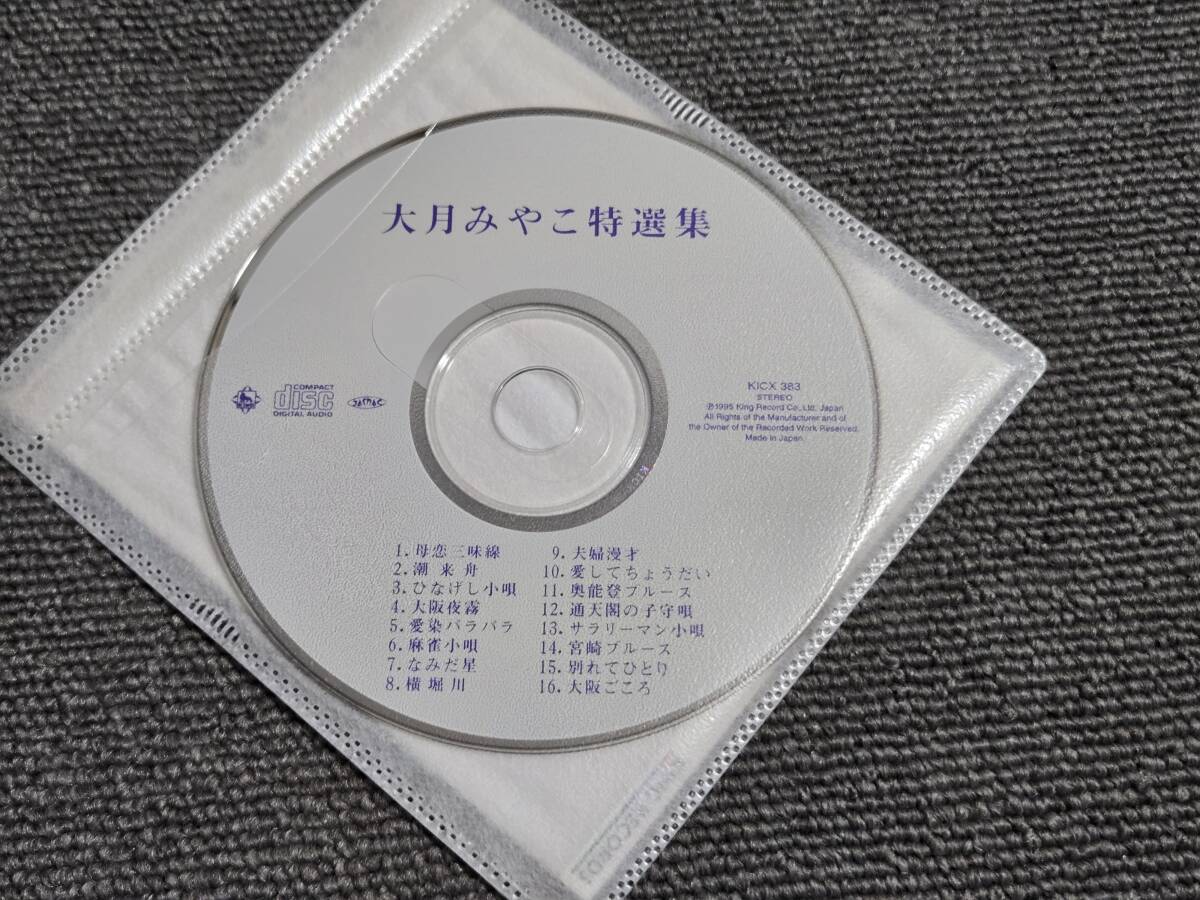 大月みやこ特選集
COMPACT
disc
DIGITAL AUDIO
JASRAC
KICX 383
STEREO
Ⓟ1995 King Record Co., Ltd. Japan
All Rights of the Manufacturer and of
the Owner of the Recorded Work Reserved.
Made in Japan
1. 母恋三味線
2. 潮来舟
3. ひなげし小唄
4. 大阪夜霧
5. 愛染パラパラ
6. 麻雀小唄
7. なみだ星
8. 横堀川
9. 夫婦漫才
10. 愛してちょうだい
11. 奥能登ブルース
12. 通天閣の子守唄
13. サラリーマン小唄
14. 宮崎ブルース
15. 別れてひとり
16. 大阪ごころ